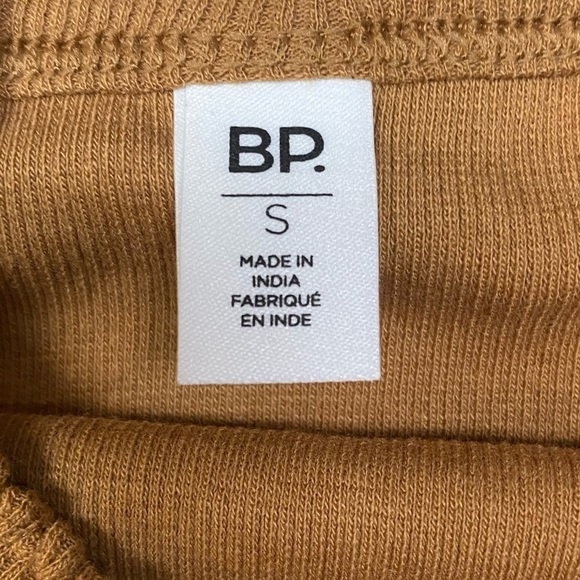 BP.
S
MADE IN
INDIA
FABRIQUÉ
EN INDE